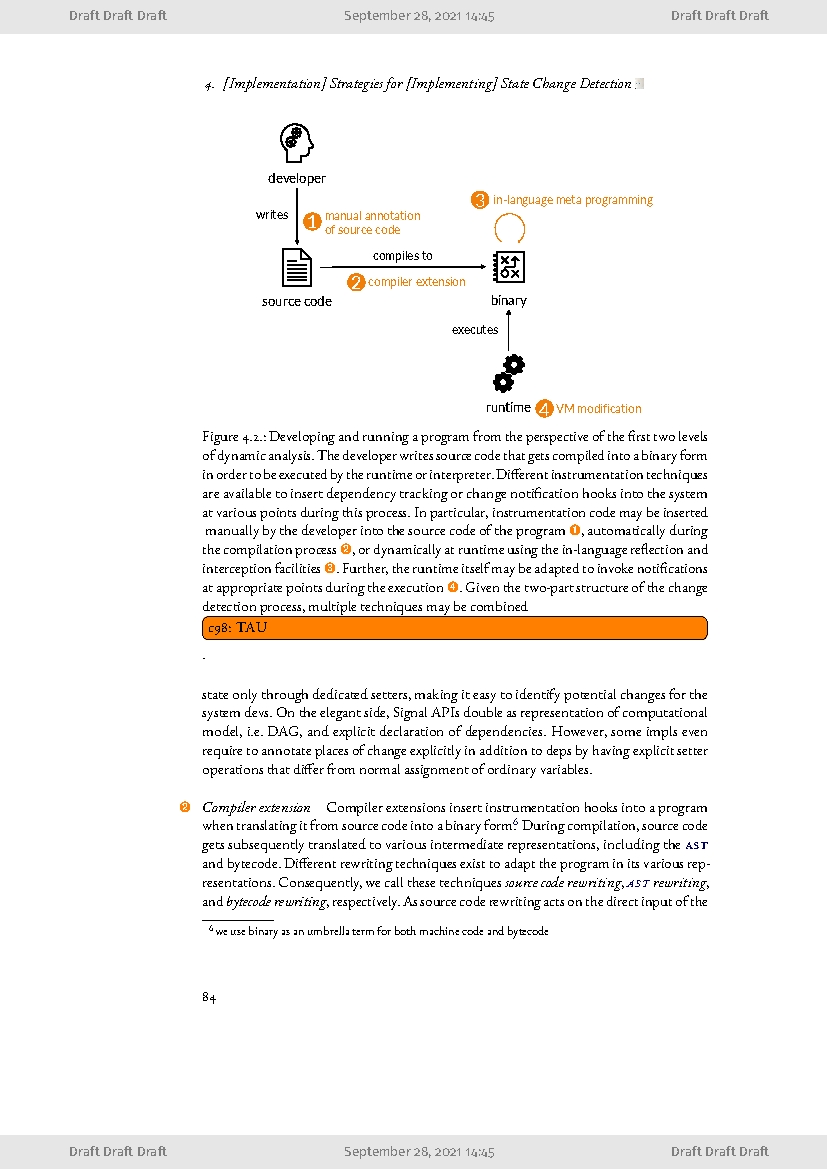 Draft Draft Draft September 28, 2021 14:45 Draft Draft Draft
4. [Implementation] Strategies for [Implementing] State Change Detection
developer
writes
1 manual annotation
of source code
3 in-language meta programming
compiles to
2 compiler extension
source code
binary
executes
runtime 4 VM modification
Figure 4.2.: Developing and running a program from the perspective of the first two levels
of dynamic analysis. The developer writes source code that gets compiled into a binary form
in order to be executed by the runtime or interpreter. Different instrumentation techniques
are available to insert dependency tracking or change notification hooks into the system
at various points during this process. In particular, instrumentation code may be inserted
manually by the developer into the source code of the program 1, automatically during
the compilation process 2, or dynamically at runtime using the in-language reflection and
interception facilities 3. Further, the runtime itself may be adapted to invoke notifications
at appropriate points during the execution 4. Given the two-part structure of the change
detection process, multiple techniques may be combined
c98: TAU
.
state only through dedicated setters, making it easy to identify potential changes for the
system devs. On the elegant side, Signal APIs double as representation of computational
model, i.e. DAG, and explicit declaration of dependencies. However, some impls even
require to annotate places of change explicitly in addition to deps by having explicit setter
operations that differ from normal assignment of ordinary variables.
2 Compiler extension Compiler extensions insert instrumentation hooks into a program
when translating it from source code into a binary form⁶. During compilation, source code
gets subsequently translated to various intermediate representations, including the AST
and bytecode. Different rewriting techniques exist to adapt the program in its various rep-
resentations. Consequently, we call these techniques source code rewriting, AST rewriting,
and bytecode rewriting, respectively. As source code rewriting acts on the direct input of the
⁶ we use binary as an umbrella term for both machine code and bytecode
84
Draft Draft Draft September 28, 2021 14:45 Draft Draft Draft